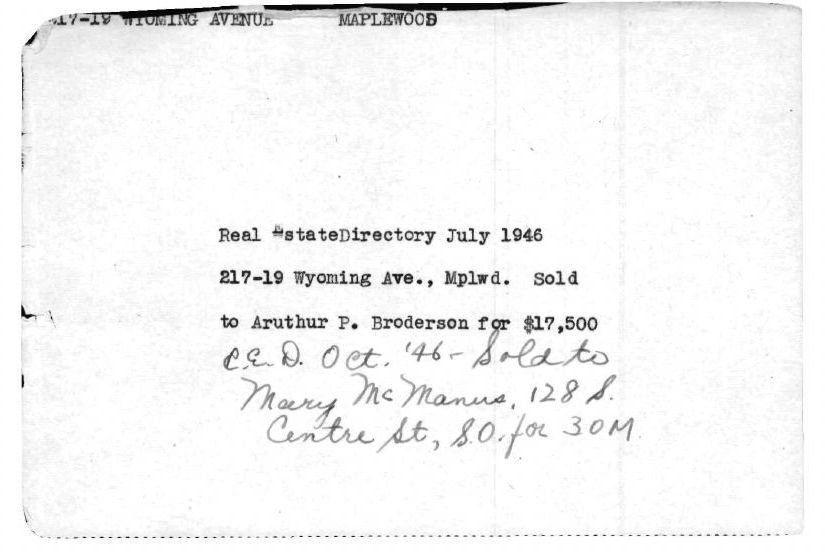 217-19 WYOMING AVENUE MAPLEWOOD
Real EstateDirectory July 1946
217-19 Wyoming Ave., Mplwd. Sold
to Aruthur P. Broderson for $17,500
R.E.D. Oct. '46 - Sold to
Mary McManus, 128 S.
Centre St, S.O. for 30M